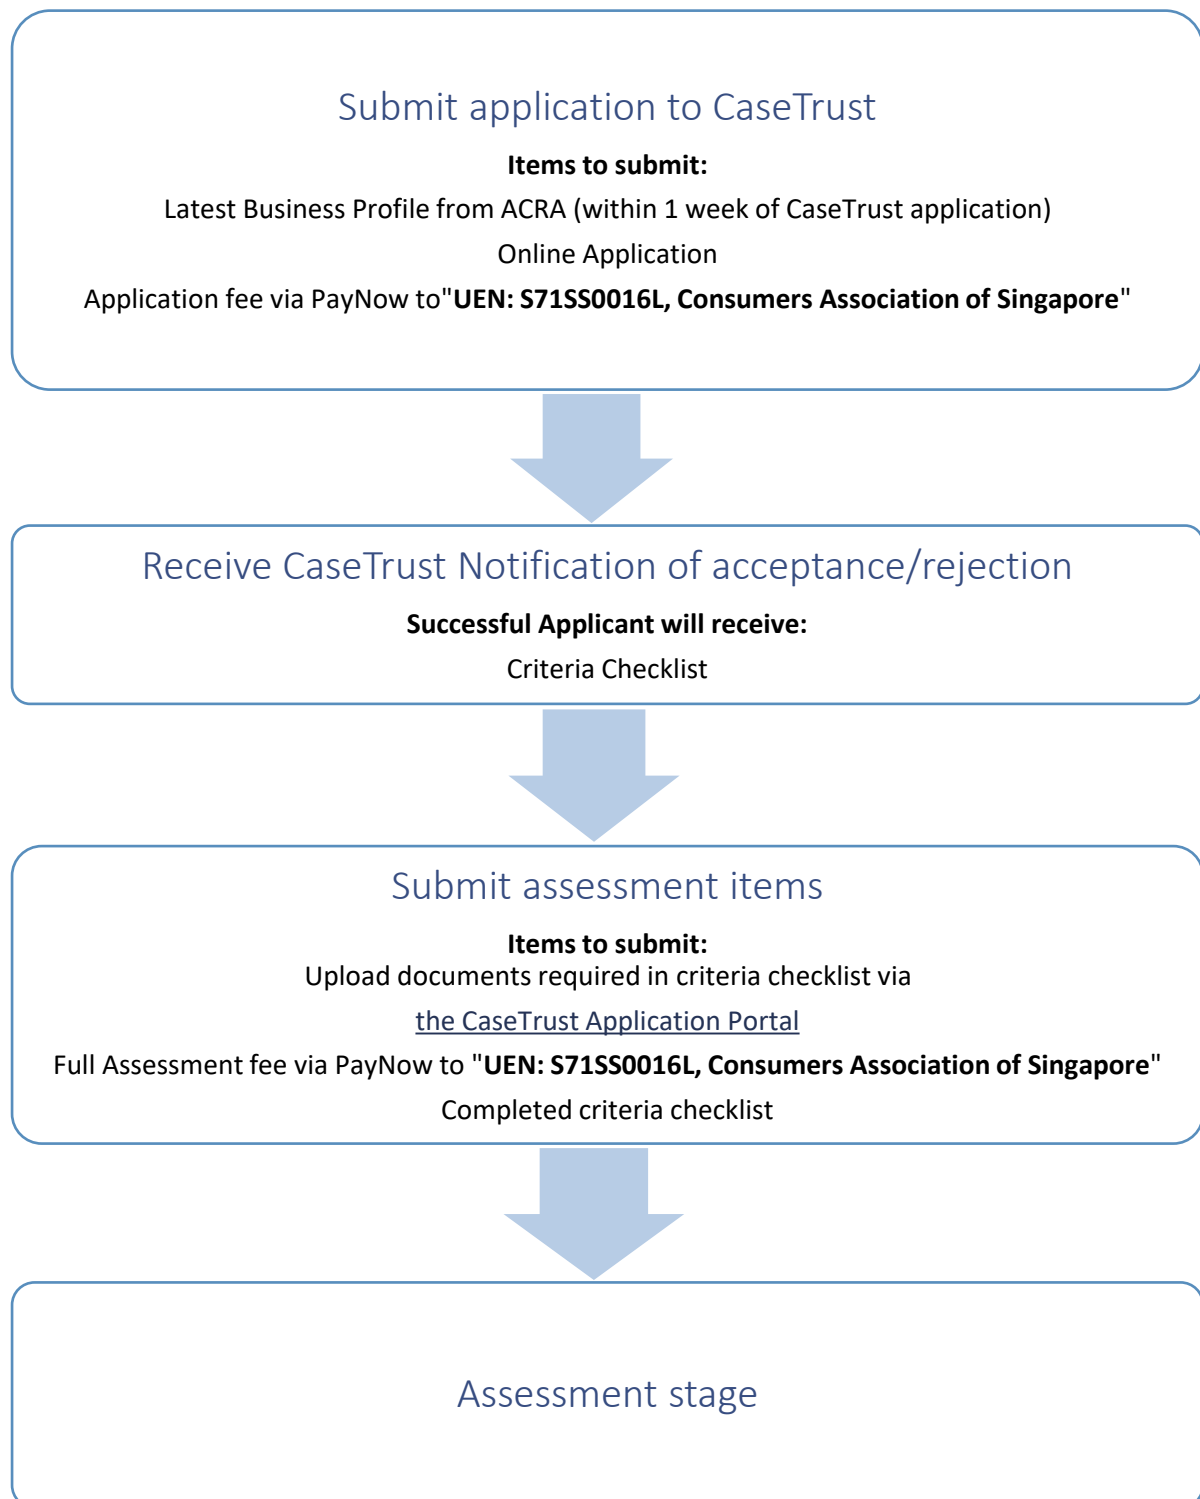 Submit application to CaseTrust
Items to submit:
Latest Business Profile from ACRA (within 1 week of CaseTrust application)
Online Application
Application fee via PayNow to"UEN: S71SS0016L, Consumers Association of Singapore"
Receive CaseTrust Notification of acceptance/rejection
Successful Applicant will receive:
Criteria Checklist
Submit assessment items
Items to submit:
Upload documents required in criteria checklist via
the CaseTrust Application Portal
Full Assessment fee via PayNow to "UEN: S71SS0016L, Consumers Association of Singapore"
Completed criteria checklist
Assessment stage